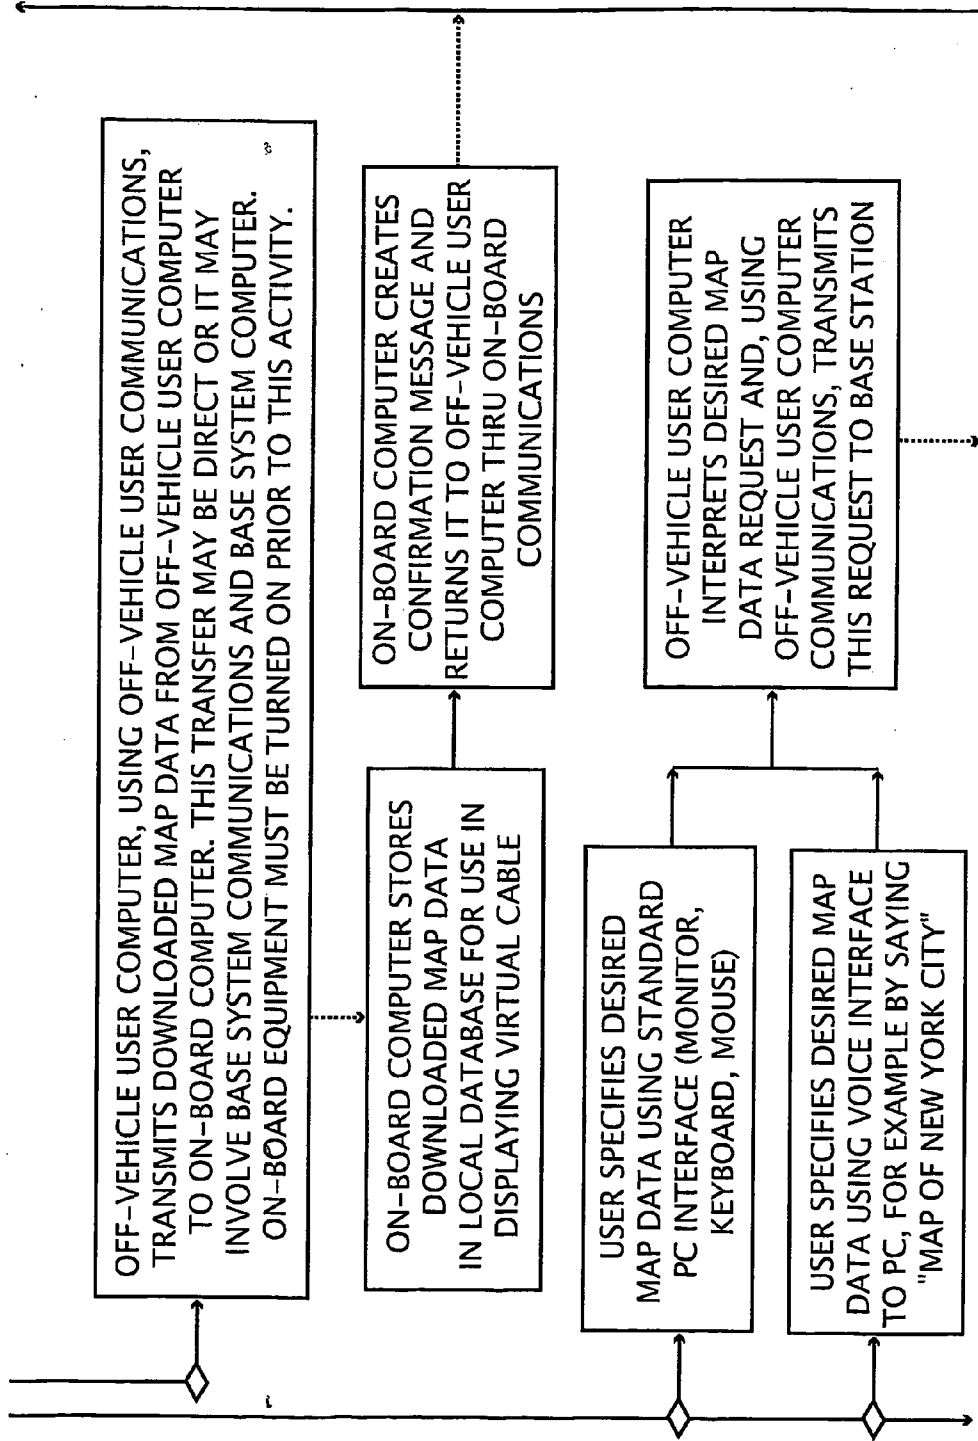 OFF-VEHICLE USER COMPUTER, USING OFF-VEHICLE USER COMMUNICATIONS,
TRANSMITS DOWNLOADED MAP DATA FROM OFF-VEHICLE USER COMPUTER
TO ON-BOARD COMPUTER. THIS TRANSFER MAY BE DIRECT OR IT MAY
INVOLVE BASE SYSTEM COMMUNICATIONS AND BASE SYSTEM COMPUTER.
ON-BOARD EQUIPMENT MUST BE TURNED ON PRIOR TO THIS ACTIVITY.
ON-BOARD COMPUTER STORES
DOWNLOADED MAP DATA
IN LOCAL DATABASE FOR USE IN
DISPLAYING VIRTUAL CABLE
ON-BOARD COMPUTER CREATES
CONFIRMATION MESSAGE AND
RETURNS IT TO OFF-VEHICLE USER
COMPUTER THRU ON-BOARD
COMMUNICATIONS
USER SPECIFIES DESIRED
MAP DATA USING STANDARD
PC INTERFACE (MONITOR,
KEYBOARD, MOUSE)
USER SPECIFIES DESIRED MAP
DATA USING VOICE INTERFACE
TO PC, FOR EXAMPLE BY SAYING
"MAP OF NEW YORK CITY"
OFF-VEHICLE USER COMPUTER
INTERPRETS DESIRED MAP
DATA REQUEST AND, USING
OFF-VEHICLE USER COMPUTER
COMMUNICATIONS, TRANSMITS
THIS REQUEST TO BASE STATION